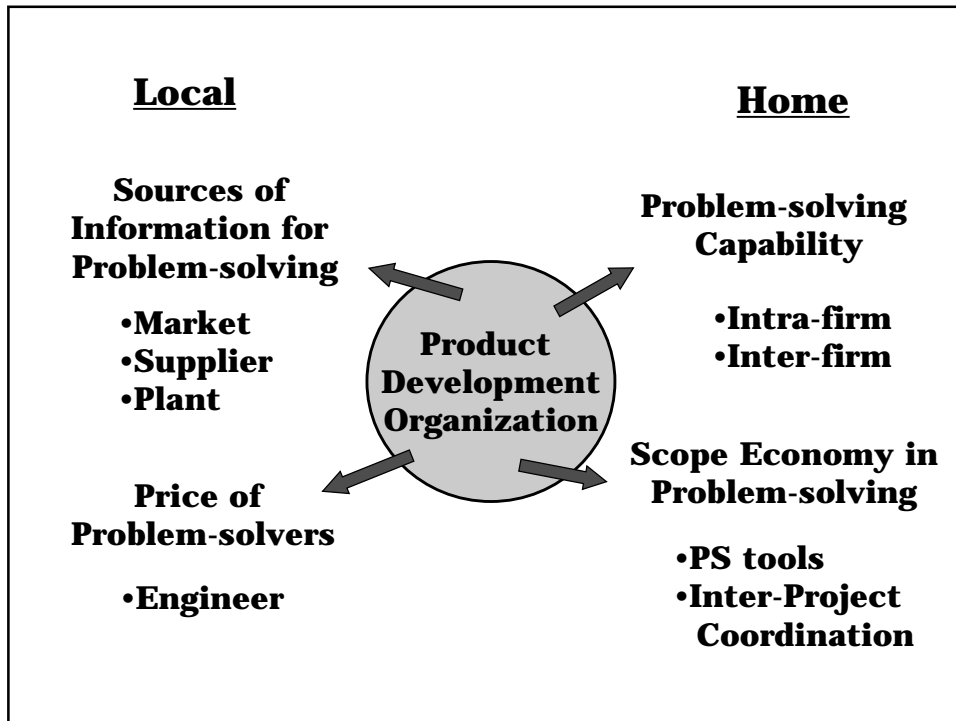 Local
Sources of
Information for
Problem-solving
•Market
•Supplier
•Plant
Price of
Problem-solvers
•Engineer
Product
Development
Organization
Home
Problem-solving
Capability
•Intra-firm
•Inter-firm
Scope Economy in
Problem-solving
•PS tools
•Inter-Project
Coordination